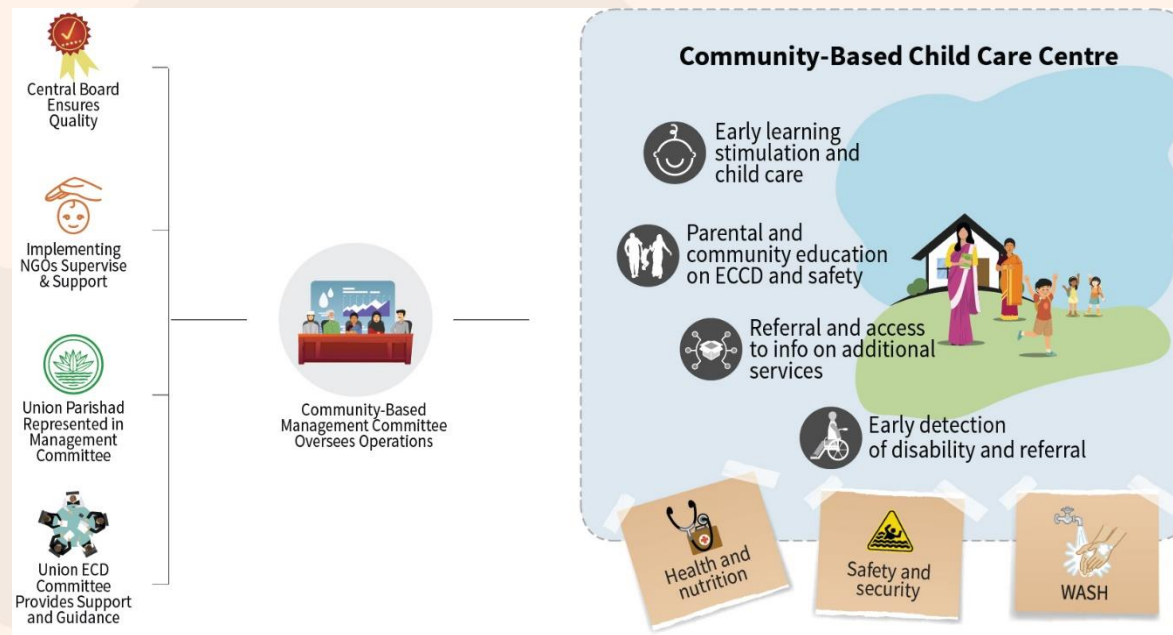 Central Board
Ensures
Quality
Implementing
NGOs Supervise
& Support
Union Parishad
Represented in
Management
Committee
Union ECD
Committee
Provides Support
and Guidance
Community-Based
Management Committee
Oversees Operations
Community-Based Child Care Centre
Early learning
stimulation and
child care
Parental and
community education
on ECCD and safety
Referral and access
to info on additional
services
Early detection
of disability and referral
Health and
nutrition
Safety and
security
WASH